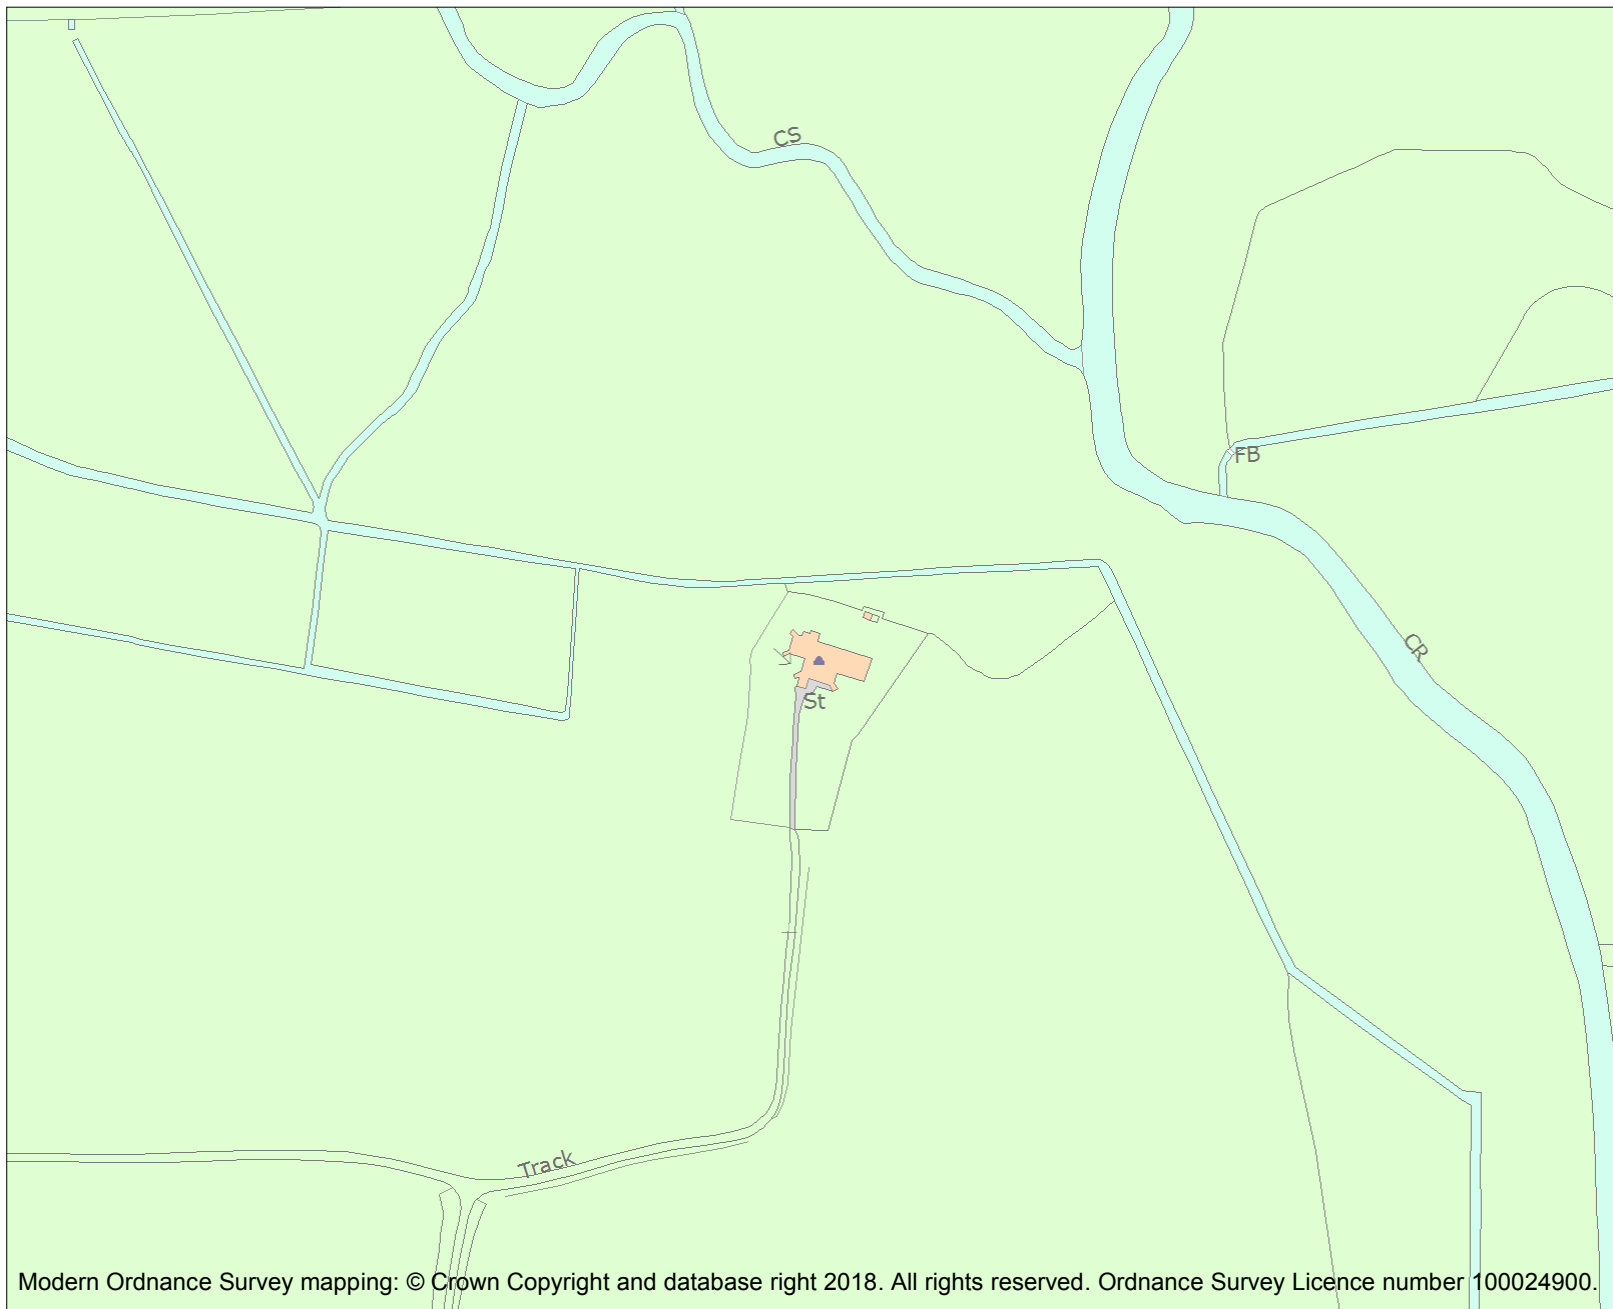 CS
FB
CR
St
Track
Modern Ordnance Survey mapping: © Crown Copyright and database right 2018. All rights reserved. Ordnance Survey Licence number 100024900.